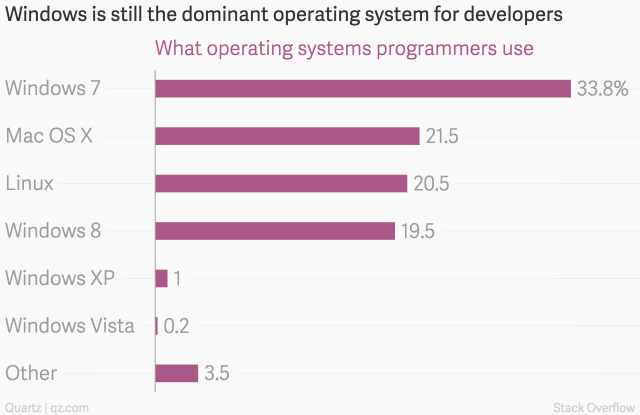 Windows is still the dominant operating system for developers
What operating systems programmers use
Windows 7 33.8%
Mac OS X 21.5
Linux 20.5
Windows 8 19.5
Windows XP 1
Windows Vista 0.2
Other 3.5
Quartz | qz.com Stack Overflow